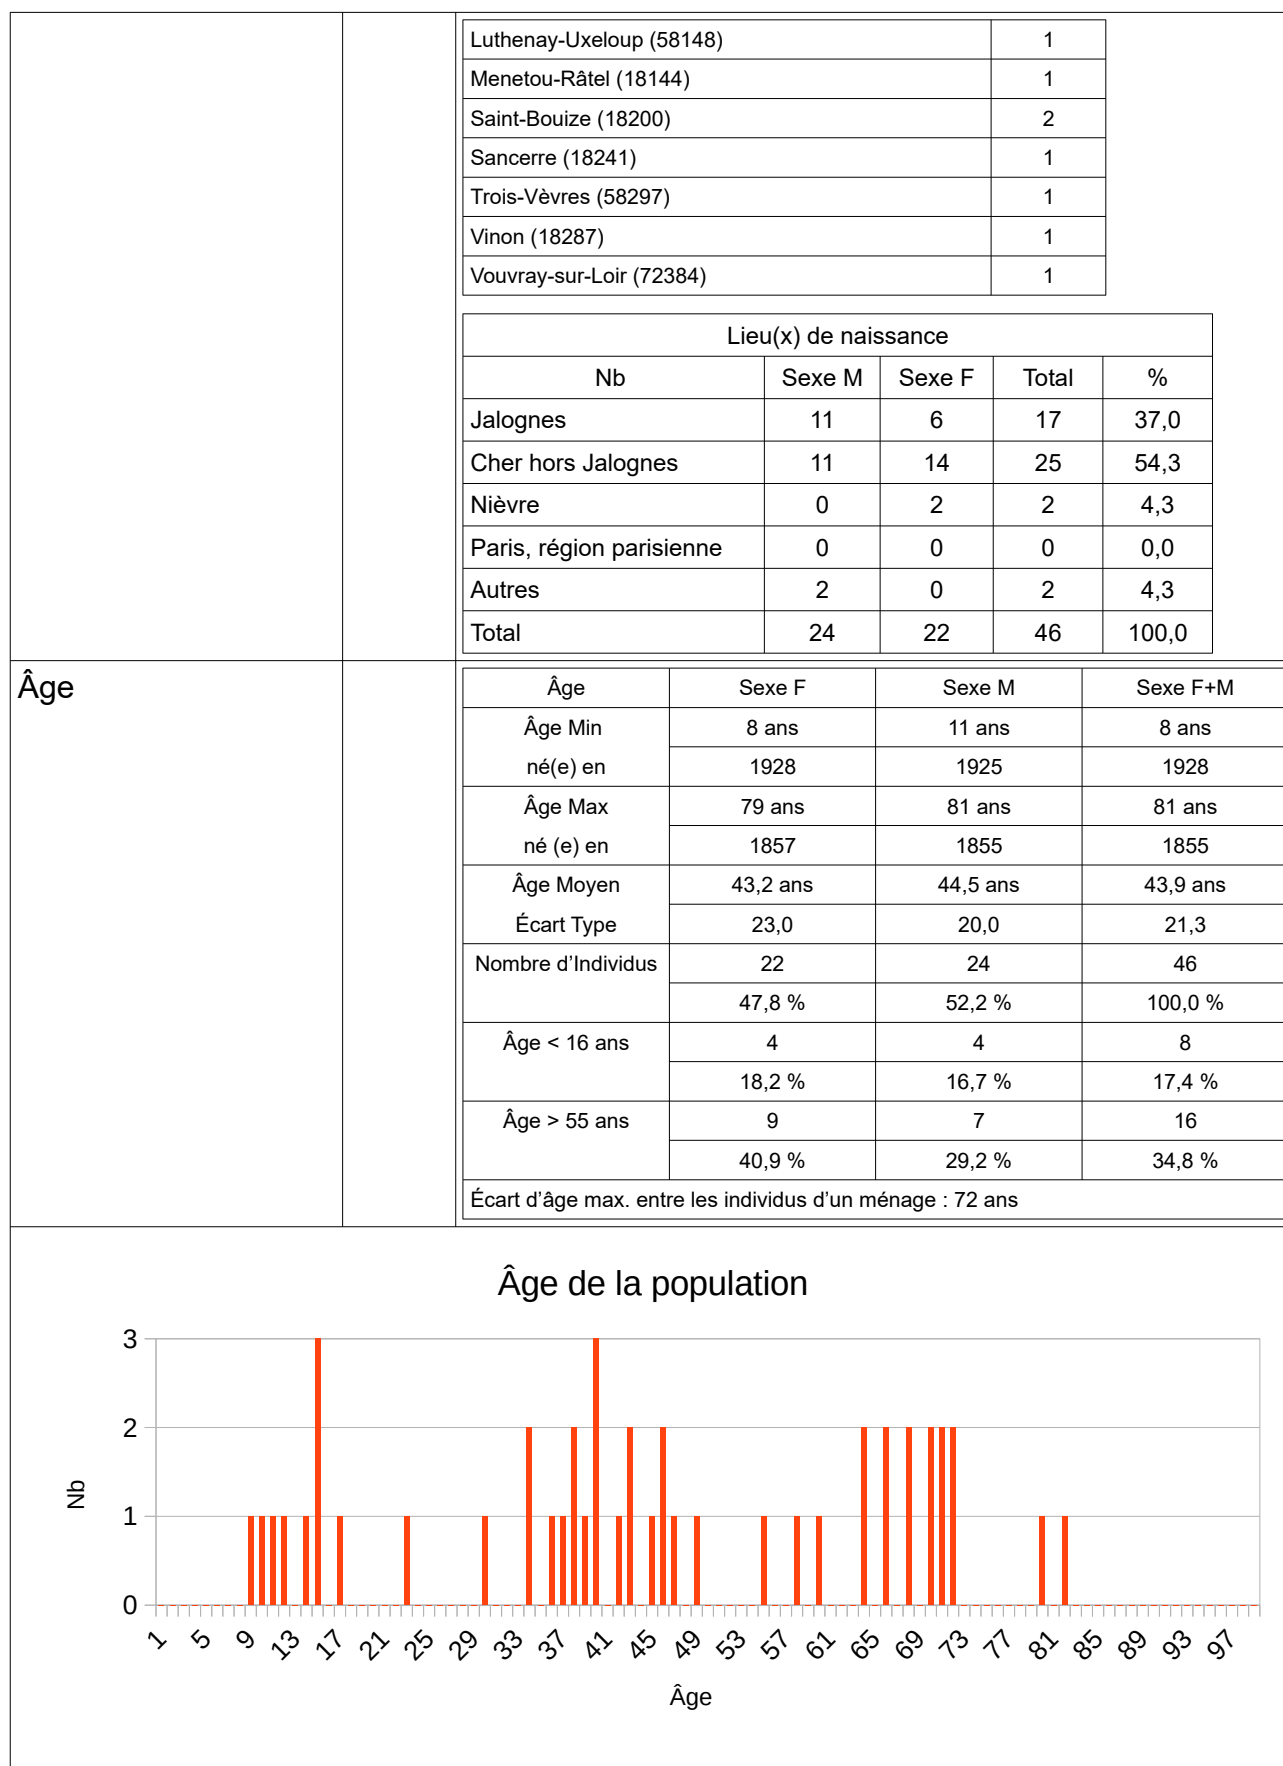 Luthenay-Uxeloup (58148) 1
Menetou-Râtel (18144) 1
Saint-Bouize (18200) 2
Sancerre (18241) 1
Trois-Vèvres (58297) 1
Vinon (18287) 1
Vouvray-sur-Loir (72384) 1
Lieu(x) de naissance
Nb Sexe M Sexe F Total %
Jalognes 11 6 17 37,0
Cher hors Jalognes 11 14 25 54,3
Nièvre 0 2 2 4,3
Paris, région parisienne 0 0 0 0,0
Autres 2 0 2 4,3
Total 24 22 46 100,0
Âge
Âge Sexe F Sexe M Sexe F+M
Âge Min 8 ans 11 ans 8 ans
né(e) en 1928 1925 1928
Âge Max 79 ans 81 ans 81 ans
né (e) en 1857 1855 1855
Âge Moyen 43,2 ans 44,5 ans 43,9 ans
Écart Type 23,0 20,0 21,3
Nombre d’Individus 22 24 46
47,8 % 52,2 % 100,0 %
Âge < 16 ans 4 4 8
18,2 % 16,7 % 17,4 %
Âge > 55 ans 9 7 16
40,9 % 29,2 % 34,8 %
Écart d’âge max. entre les individus d’un ménage : 72 ans
Âge de la population
3
2
1
0
Nb
1 5 9 13 17 21 25 29 33 37 41 45 49 53 57 61 65 69 73 77 81 85 89 93 97
Âge